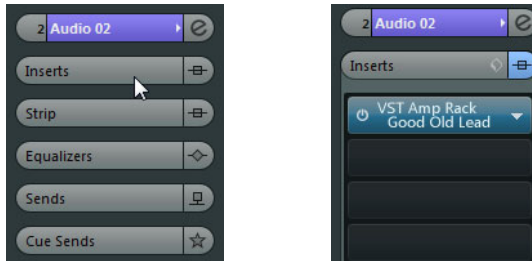 2 Audio 02
Inserts
Strip
Equalizers
Sends
Cue Sends
2 Audio 02
Inserts
VST Amp Rack
Good Old Lead